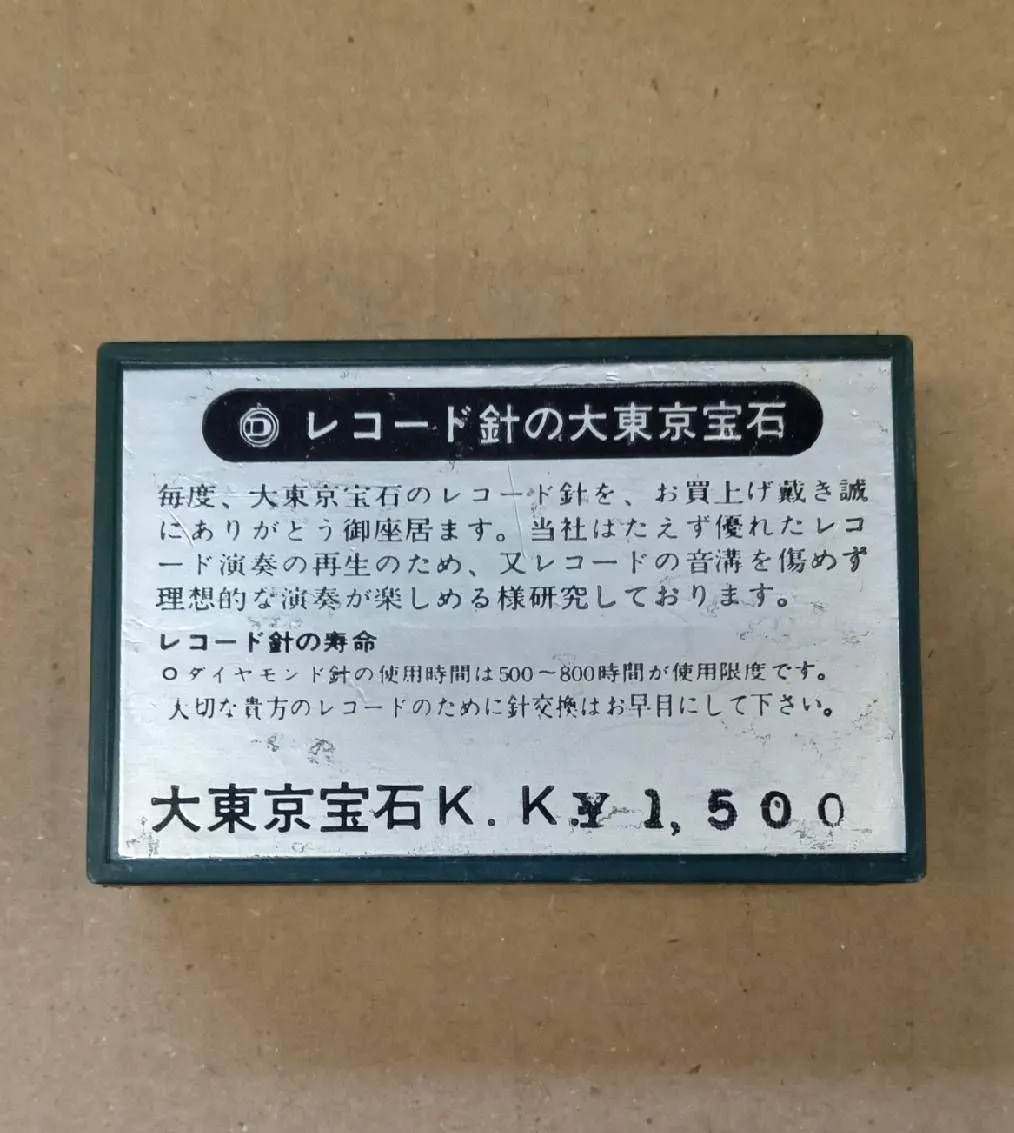 D レコード針の大東京宝石
毎度、大東京宝石のレコード針を、お買上げ戴き誠
にありがとう御座居ます。当社はたえず優れたレコ
ード演奏の再生のため、又レコードの音溝を傷めず
理想的な演奏が楽しめる様研究しております。
レコード針の寿命
○ダイヤモンド針の使用時間は500~800時間が使用限度です。
大切な貴方のレコードのために針交換はお早目にして下さい。
大東京宝石K.K.¥1,500